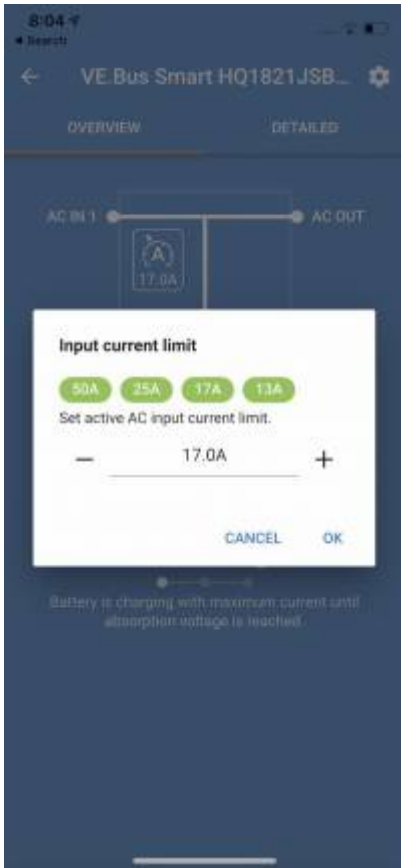 8:04
Search
VE.Bus Smart HQ1821JSB...
OVERVIEW
DETAILED
AC IN 1
AC OUT
A
17.0A
Input current limit
50A 25A 17A 13A
Set active AC input current limit.
− 17.0A +
CANCEL OK
Battery is charging with maximum current until
absorption voltage is reached.